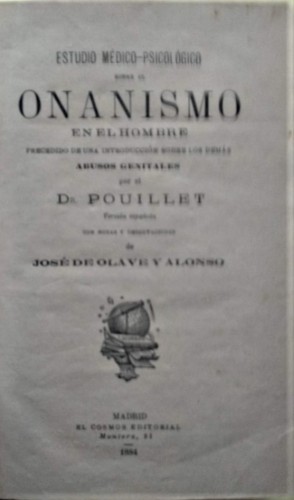 ESTUDIO MÉDICO-PSICOLÓGICO
SOBRE EL
ONANISMO
EN EL HOMBRE
PRECEDIDO DE UNA INTRODUCCIÓN SOBRE LOS DEMÁS
ABUSOS GENITALES
por el
DR. POUILLET
Versión española
CON NOTAS Y OBSERVACIONES
de
JOSÉ DE OLAVE Y ALONSO
MADRID
EL COSMOS EDITORIAL
Montera, 21
1884